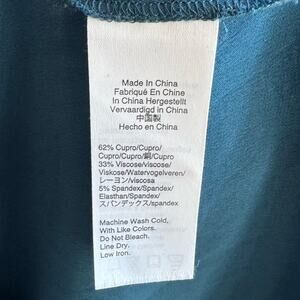 Made In China
Fabriqué En Chine
In China Hergestellt
Vervaardigd in China
中国製
Hecho en China
62% Cupro/Cupro/
Cupro/Cupro/銅/Cupro
33% Viscose/viscose/
Viskose/Watervogelveren/
レーヨン/viscosa
5% Spandex/Spandex/
Elasthan/Spandex/
スパンデックス/spandex
Machine Wash Cold,
With Like Colors.
Do Not Bleach.
Line Dry.
Low Iron.